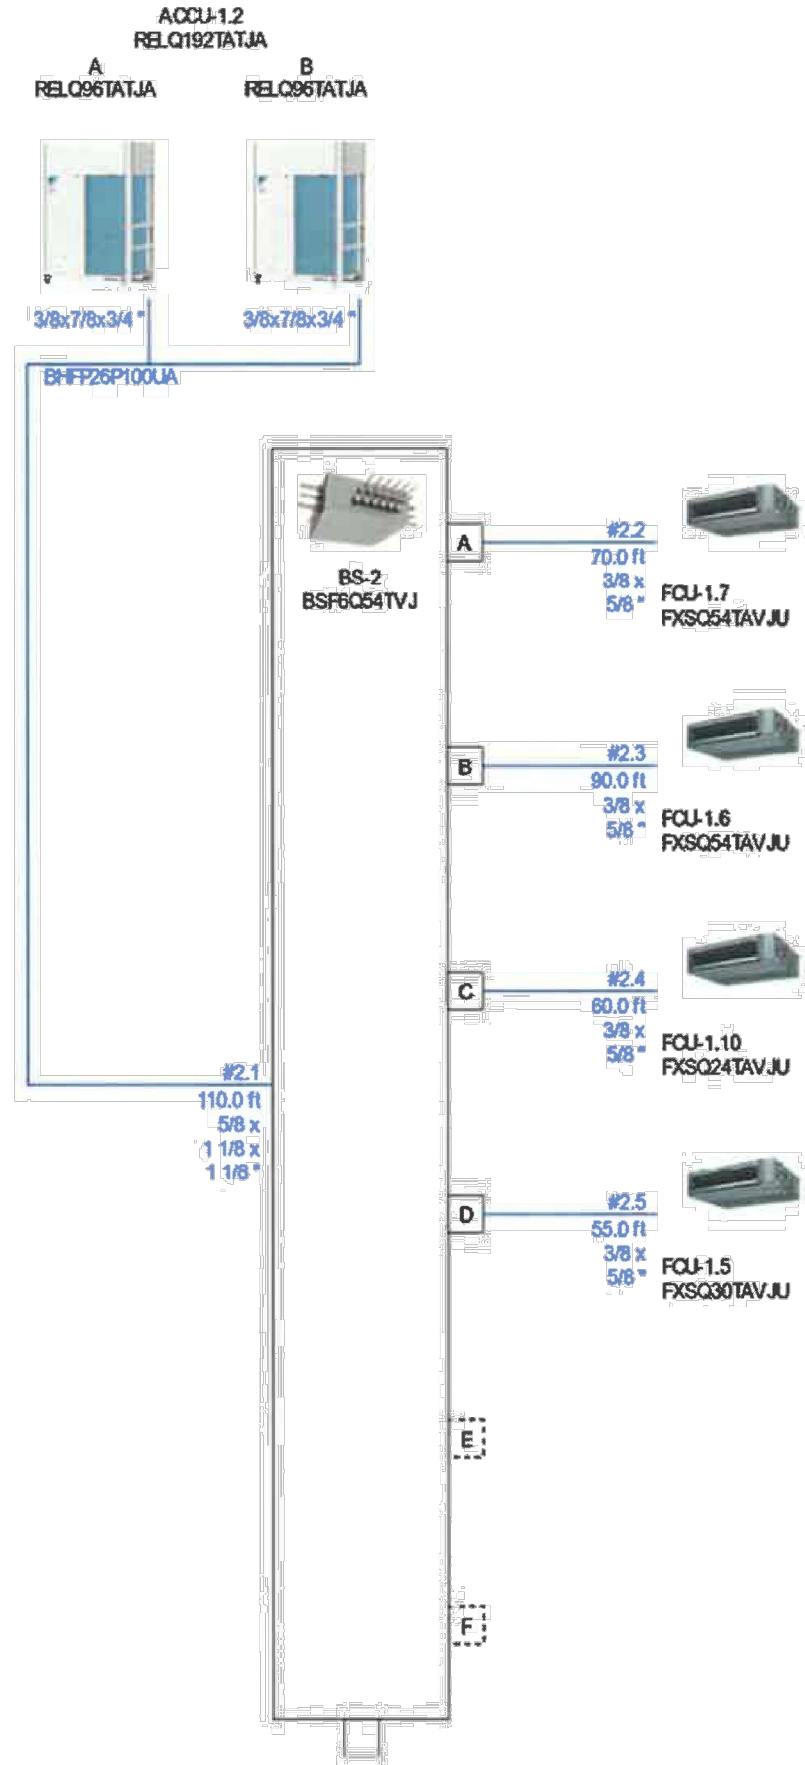 ACCU-1.2
RELQ192TATJA
A
RELQ96TATJA
B
RELQ96TATJA
3/8x7/8x3/4 "
3/8x7/8x3/4 "
BHFP26P100UA
BS-2
BSF6Q54TVJ
A
#2.2
70.0 ft
3/8 x
5/8 "
FCU-1.7
FXSQ54TAVJU
B
#2.3
90.0 ft
3/8 x
5/8 "
FCU-1.6
FXSQ54TAVJU
C
#2.4
60.0 ft
3/8 x
5/8 "
FCU-1.10
FXSQ24TAVJU
#2.1
110.0 ft
5/8 x
1 1/8 x
1 1/8 "
D
#2.5
55.0 ft
3/8 x
5/8 "
FCU-1.5
FXSQ30TAVJU
E
F